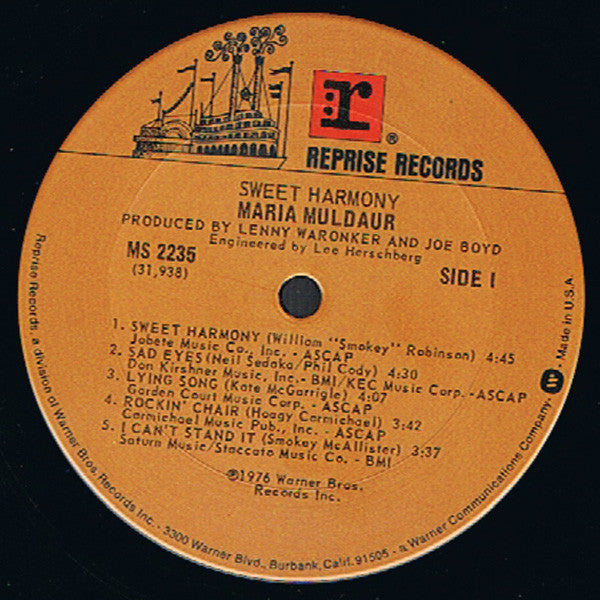 r
®
REPRISE RECORDS
SWEET HARMONY
MARIA MULDAUR
PRODUCED BY LENNY WARONKER AND JOE BOYD
Engineered by Lee Herschberg
MS 2235
(31,938)
SIDE 1
1. SWEET HARMONY (William "Smokey" Robinson) 4:45
Jobete Music Co., Inc. - ASCAP
2. SAD EYES (Neil Sedaka/Phil Cody) 4:30
Don Kirshner Music, Inc. - BMI/KEC Music Corp. - ASCAP
3. LYING SONG (Kate McGarrigle) 4:07
Garden Court Music Corp. - ASCAP
4. ROCKIN' CHAIR (Hoagy Carmichael) 3:42
Carmichael Music Pub., Inc. - ASCAP
5. I CAN'T STAND IT (Smokey McAllister) 3:37
Saturn Music/Staccato Music Co. - BMI
℗1976 Warner Bros.
Records Inc.
Reprise Records, a division of Warner Bros. Records Inc. - 3300 Warner Blvd., Burbank, Calif. 91505 - a Warner Communications Company W - Made in U.S.A.